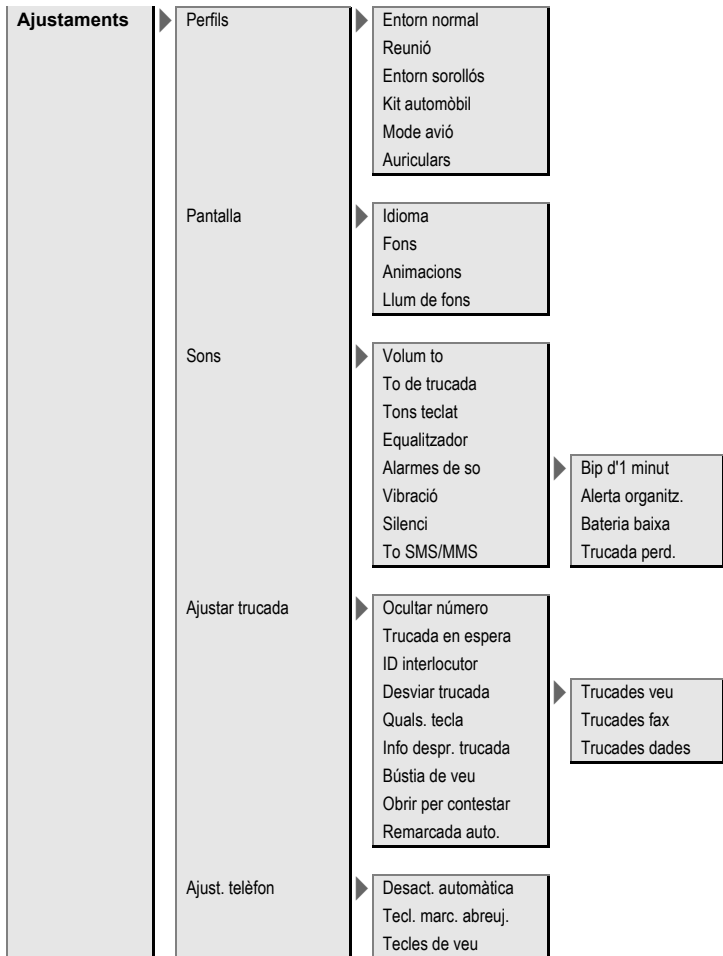 Ajustaments
Perfils
Entorn normal
Reunió
Entorn sorollós
Kit automòbil
Mode avió
Auriculars
Pantalla
Idioma
Fons
Animacions
Llum de fons
Sons
Volum to
To de trucada
Tons teclat
Equalitzador
Alarmes de so
Vibració
Silenci
To SMS/MMS
Bip d'1 minut
Alerta organitz.
Bateria baixa
Trucada perd.
Ajustar trucada
Ocultar número
Trucada en espera
ID interlocutor
Desviar trucada
Quals. tecla
Info despr. trucada
Bústia de veu
Obrir per contestar
Remarcada auto.
Trucades veu
Trucades fax
Trucades dades
Ajust. telèfon
Desact. automàtica
Tecl. marc. abreuj.
Tecles de veu